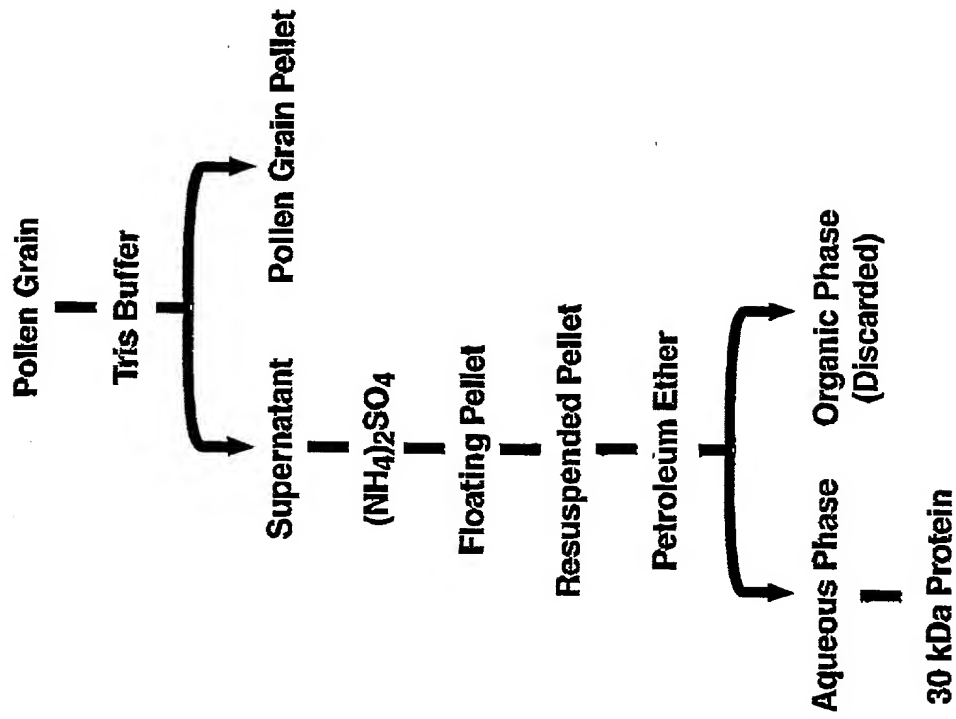 Pollen Grain
Tris Buffer
Supernatant
Pollen Grain Pellet
(NH4)2SO4
Floating Pellet
Resuspended Pellet
Petroleum Ether
Aqueous Phase
Organic Phase
(Discarded)
30 kDa Protein